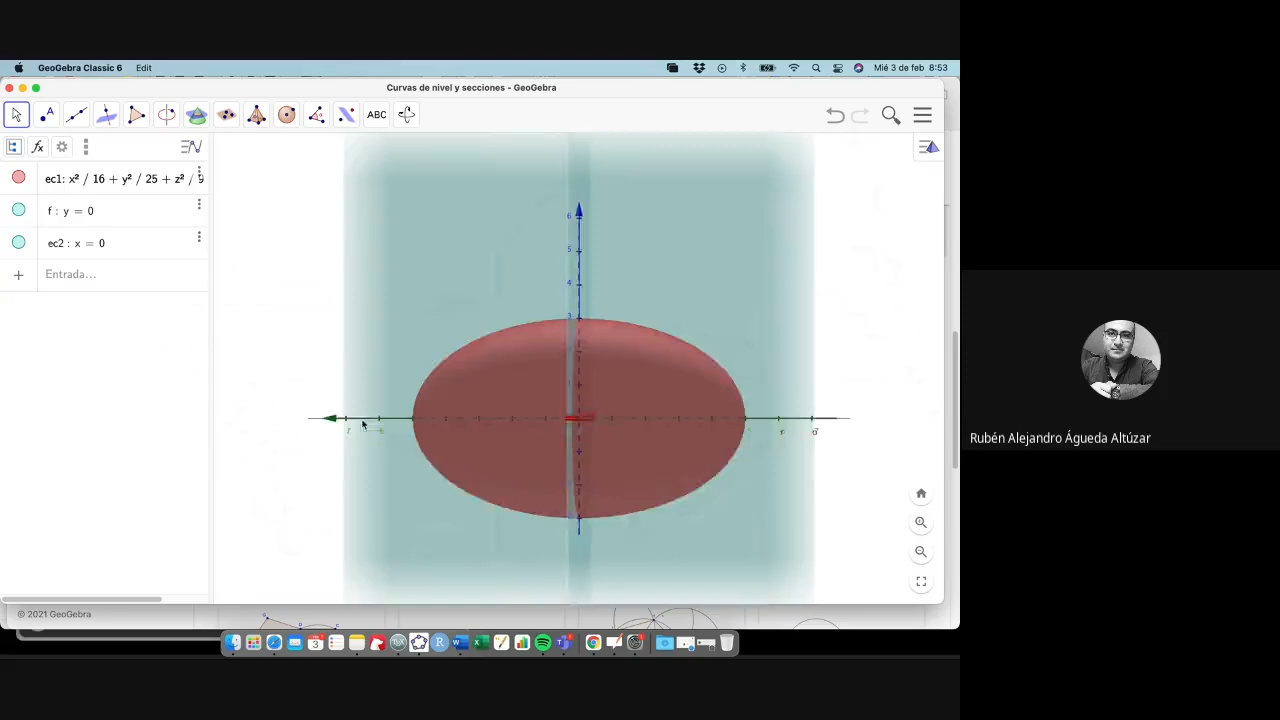 GeoGebra Classic 6 Edit Mié 3 de feb 8:53
Curvas de nivel y secciones - GeoGebra
ABC
ec1: x² / 16 + y² / 25 + z² / 9
f : y = 0
ec2 : x = 0
Entrada…
6
5
4
3
© 2021 GeoGebra
Rubén Alejandro Águeda Altúzar